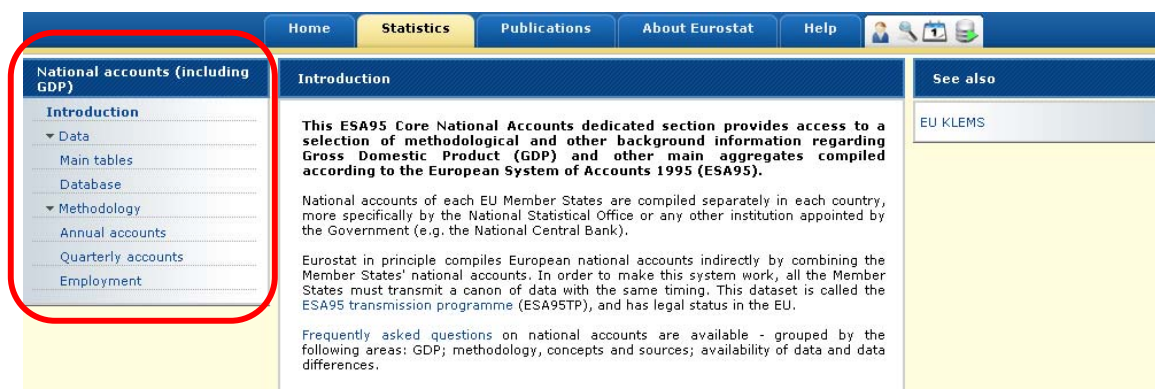 Home Statistics Publications About Eurostat Help
National accounts (including
GDP)
Introduction
Data
Main tables
Database
Methodology
Annual accounts
Quarterly accounts
Employment
Introduction
This ESA95 Core National Accounts dedicated section provides access to a
selection of methodological and other background information regarding
Gross Domestic Product (GDP) and other main aggregates compiled
according to the European System of Accounts 1995 (ESA95).
National accounts of each EU Member States are compiled separately in each country,
more specifically by the National Statistical Office or any other institution appointed by
the Government (e.g. the National Central Bank).
Eurostat in principle compiles European national accounts indirectly by combining the
Member States' national accounts. In order to make this system work, all the Member
States must transmit a canon of data with the same timing. This dataset is called the
ESA95 transmission programme (ESA95TP), and has legal status in the EU.
Frequently asked questions on national accounts are available - grouped by the
following areas: GDP; methodology, concepts and sources; availability of data and data
differences.
See also
EU KLEMS